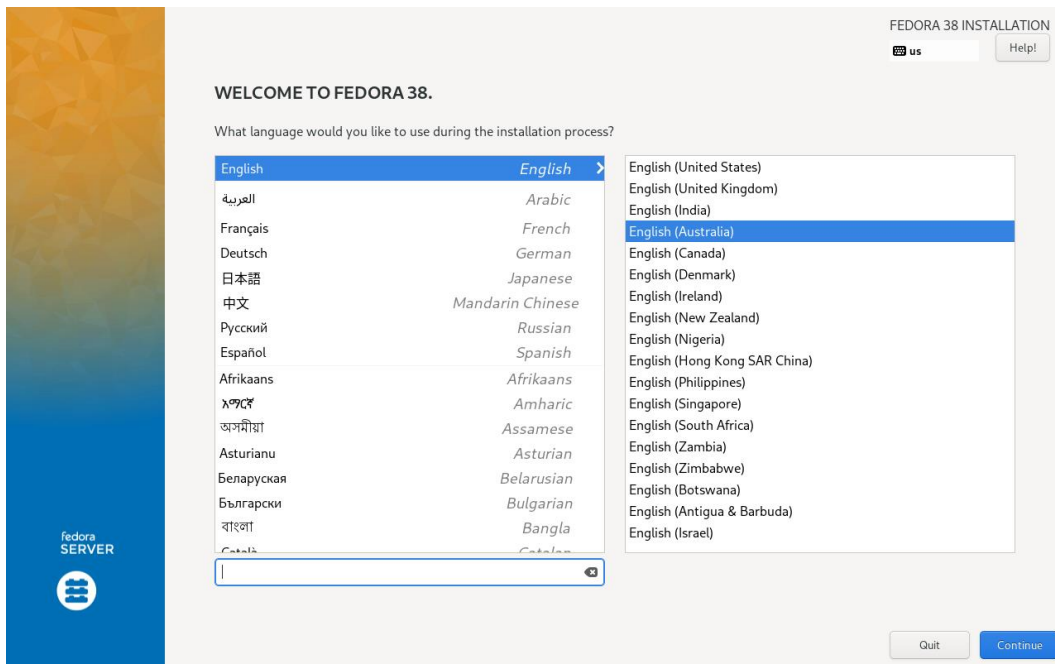 FEDORA 38 INSTALLATION
us
Help!
WELCOME TO FEDORA 38.
What language would you like to use during the installation process?
English English
العربية Arabic
Français French
Deutsch German
日本語 Japanese
中文 Mandarin Chinese
Русский Russian
Español Spanish
Afrikaans Afrikaans
አማርኛ Amharic
অসমীয়া Assamese
Asturianu Asturian
Беларуская Belarusian
Български Bulgarian
বাংলা Bangla
Català Catalan
English (United States)
English (United Kingdom)
English (India)
English (Australia)
English (Canada)
English (Denmark)
English (Ireland)
English (New Zealand)
English (Nigeria)
English (Hong Kong SAR China)
English (Philippines)
English (Singapore)
English (South Africa)
English (Zambia)
English (Zimbabwe)
English (Botswana)
English (Antigua & Barbuda)
English (Israel)
fedora
SERVER
Quit
Continue